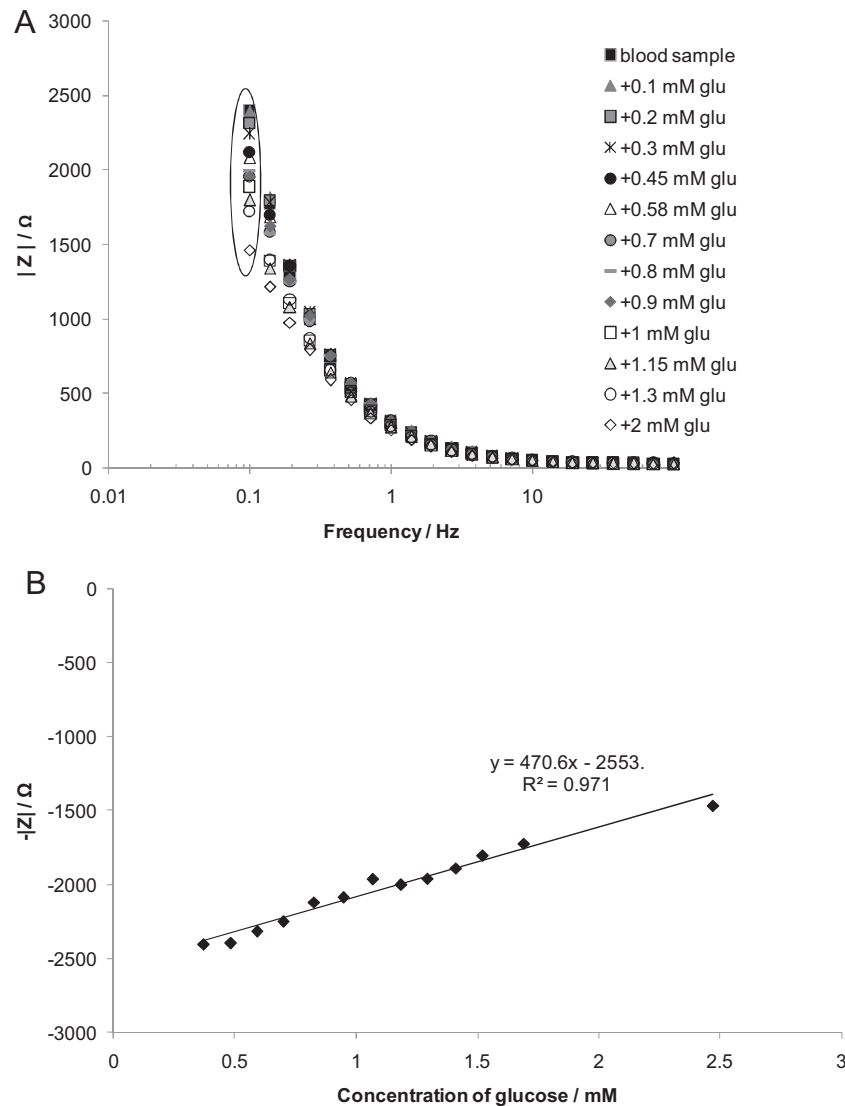 A
3000
2500
2000
1500
1000
500
0
|Z| / Ω
0.01
0.1
1
10
Frequency / Hz
blood sample
+0.1 mM glu
+0.2 mM glu
+0.3 mM glu
+0.45 mM glu
+0.58 mM glu
+0.7 mM glu
+0.8 mM glu
+0.9 mM glu
+1 mM glu
+1.15 mM glu
+1.3 mM glu
+2 mM glu
B
0
-500
-1000
-1500
-2000
-2500
-3000
-|Z| / Ω
y = 470.6x - 2553.
R² = 0.971
0
0.5
1
1.5
2
2.5
3
Concentration of glucose / mM